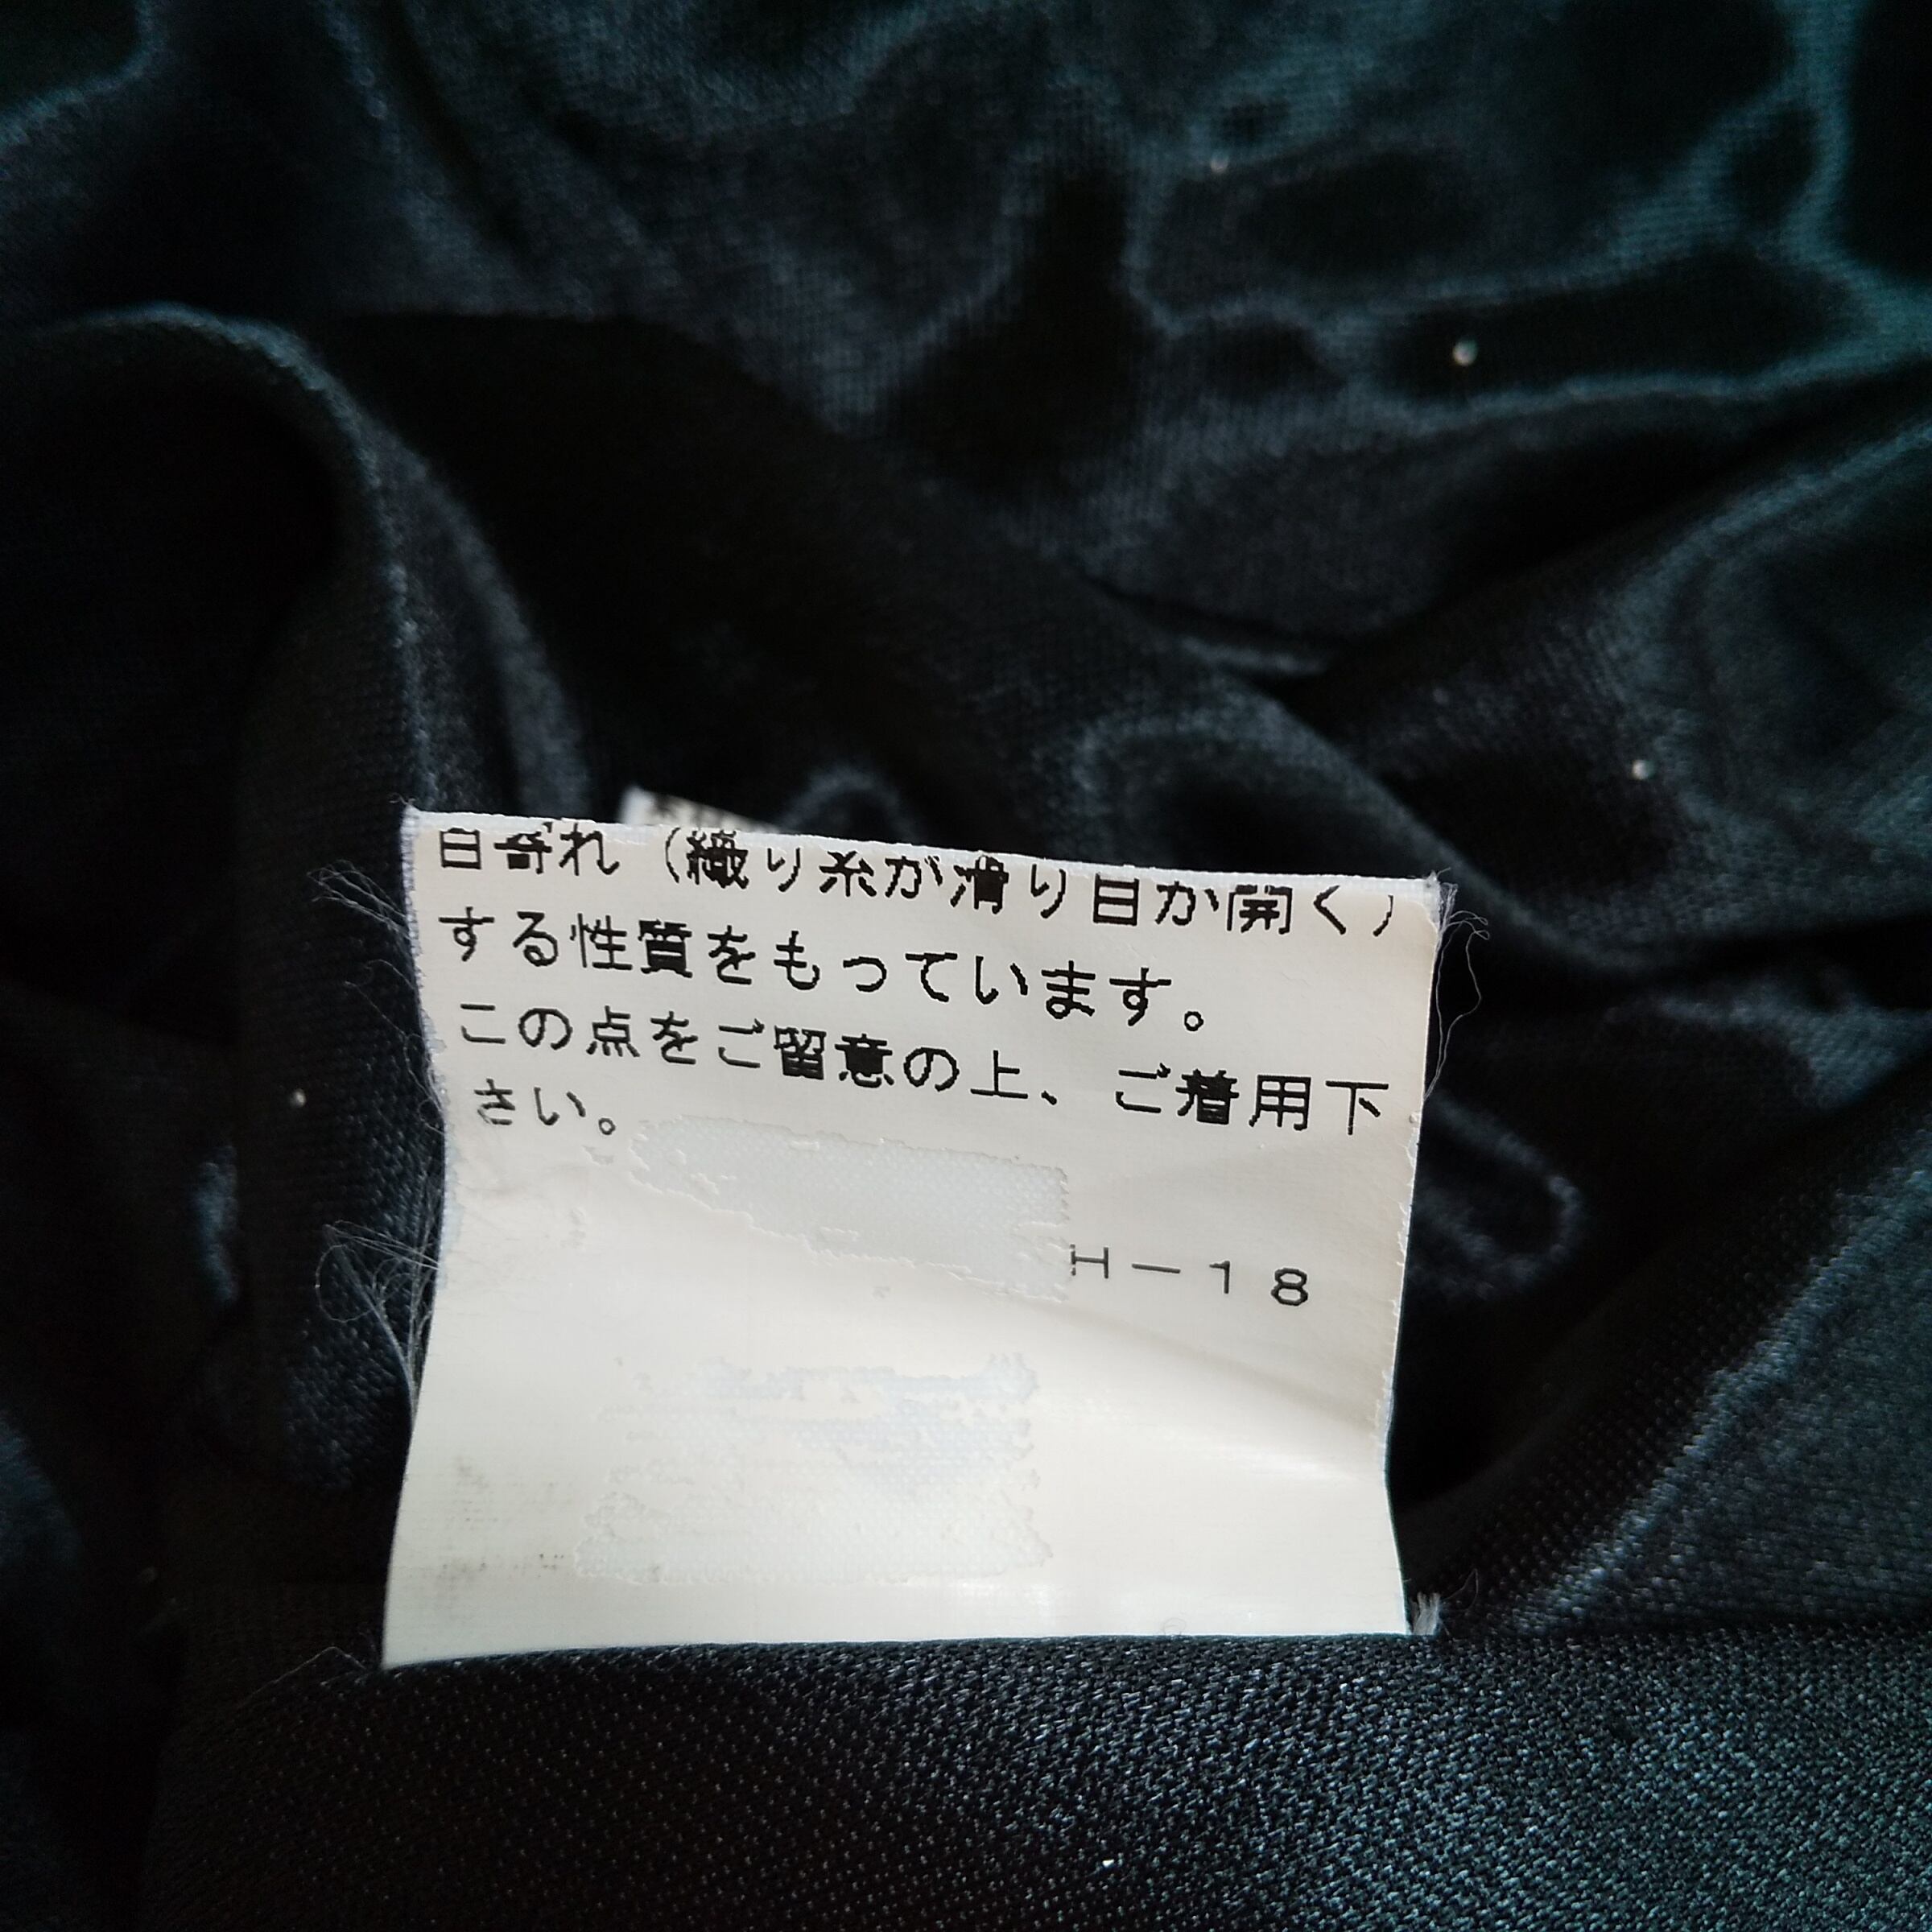 目寄れ（織り糸が滑り目が開く）
する性質をもっています。
この点をご留意の上、ご着用下
さい。
H－18